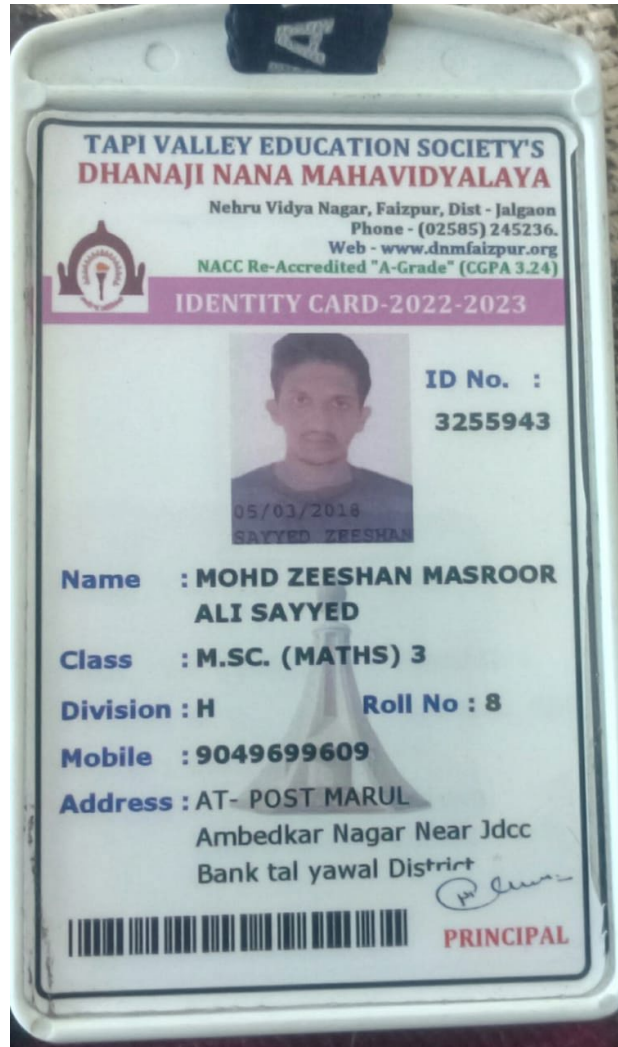 TAPI VALLEY EDUCATION SOCIETY'S
DHANAJI NANA MAHAVIDYALAYA
Nehru Vidya Nagar, Faizpur, Dist - Jalgaon
Phone - (02585) 245236.
Web - www.dnmfaizpur.org
NACC Re-Accredited "A-Grade" (CGPA 3.24)
IDENTITY CARD-2022-2023
ID No. :
3255943
05/03/2018
SAYYED ZEESHAN
Name : MOHD ZEESHAN MASROOR
ALI SAYYED
Class : M.SC. (MATHS) 3
Division : H Roll No : 8
Mobile : 9049699609
Address : AT- POST MARUL
Ambedkar Nagar Near Jdcc
Bank tal yawal District
PRINCIPAL